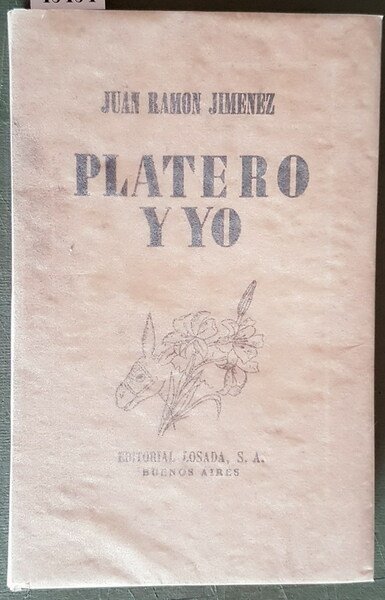 JUAN RAMON JIMENEZ
PLATERO
Y YO
EDITORIAL LOSADA, S. A.
BUENOS AIRES